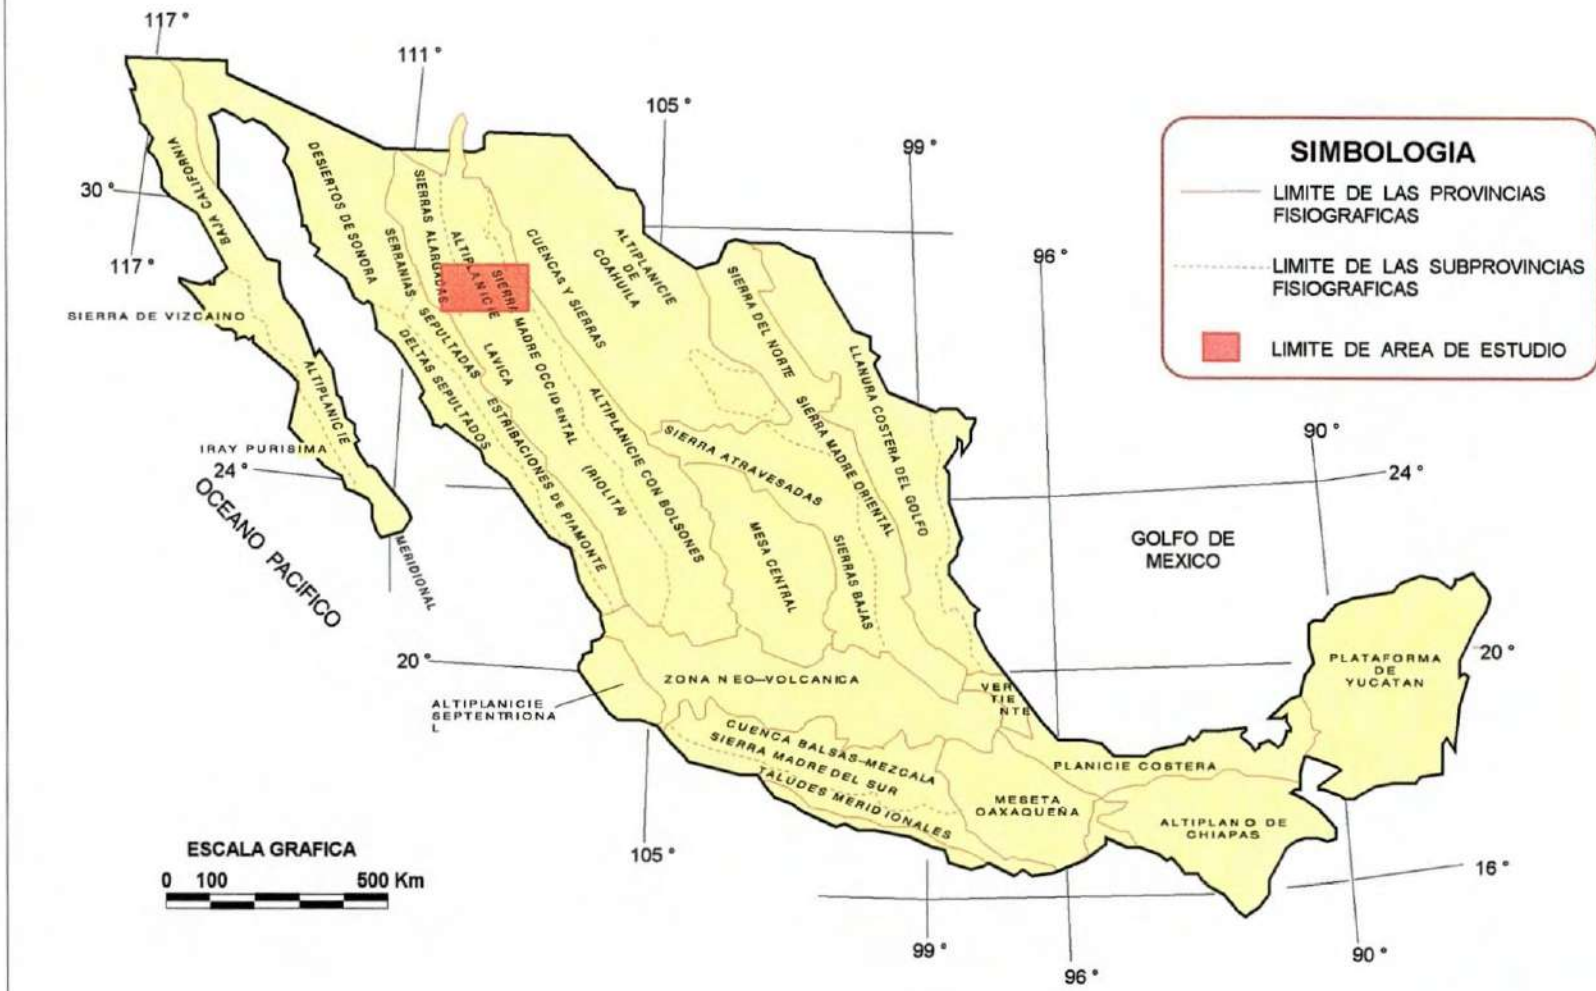 117 °
111 °
105 °
99 °
96 °
90 °
24 °
30 °
117 °
24 °
20 °
20 °
16 °
105 °
99 °
96 °
90 °
SIMBOLOGIA
LIMITE DE LAS PROVINCIAS
FISIOGRAFICAS
LIMITE DE LAS SUBPROVINCIAS
FISIOGRAFICAS
LIMITE DE AREA DE ESTUDIO
BAJA CALIFORNIA
SIERRA DE VIZCAINO
ALTIPLANICIE
IRAY PURISIMA
MERIDIONAL
OCEANO PACIFICO
DESIERTOS DE SONORA
SIERRAS ALARGADAS
SERRANIAS SEPULTADAS
DELTAS SEPULTADOS
ESTRIBACIONES DE PIAMONTE
ALTIPLANICIE LAVICA
(RIOLITA)
SIERRA MADRE OCCIDENTAL
CUENCAS Y SIERRAS
ALTIPLANICIE
DE
COAHUILA
ALTIPLANICIE CON BOLSONES
SIERRA DEL NORTE
SIERRA MADRE ORIENTAL
LLANURA COSTERA DEL GOLFO
SIERRA ATRAVESADAS
MESA CENTRAL
SIERRAS BAJAS
GOLFO DE
MEXICO
ZONA NEO-VOLCANICA
VER
TIE
NTE
ALTIPLANICIE
SEPTENTRIONA
L
CUENCA BALSAS-MEZCALA
SIERRA MADRE DEL SUR
TALUDES MERIDIONALES
MESETA
OAXAQUEÑA
PLANICIE COSTERA
ALTIPLANO DE
CHIAPAS
PLATAFORMA
DE
YUCATAN
ESCALA GRAFICA
0 100 500 Km